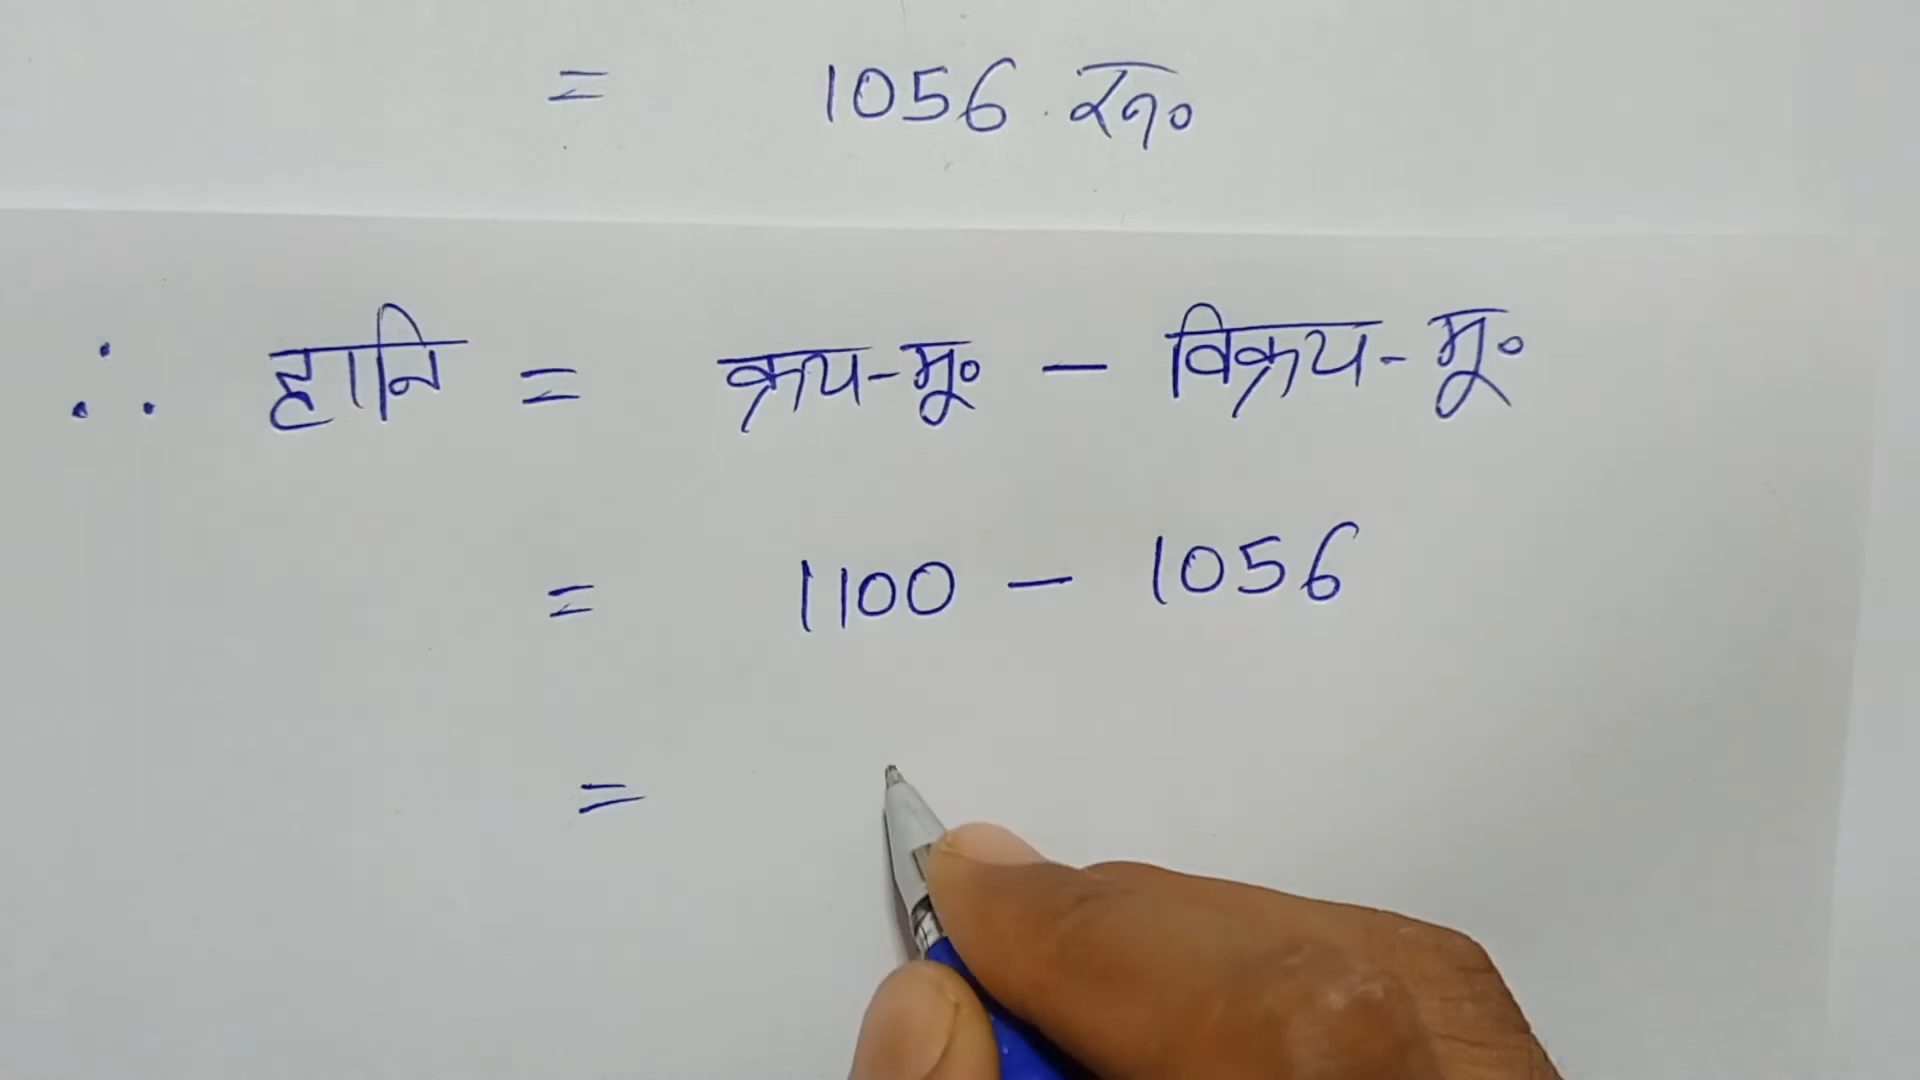 = 1056 रु०
∴ हानि = क्रय-मू० - विक्रय-मू०
= 1100 - 1056
=